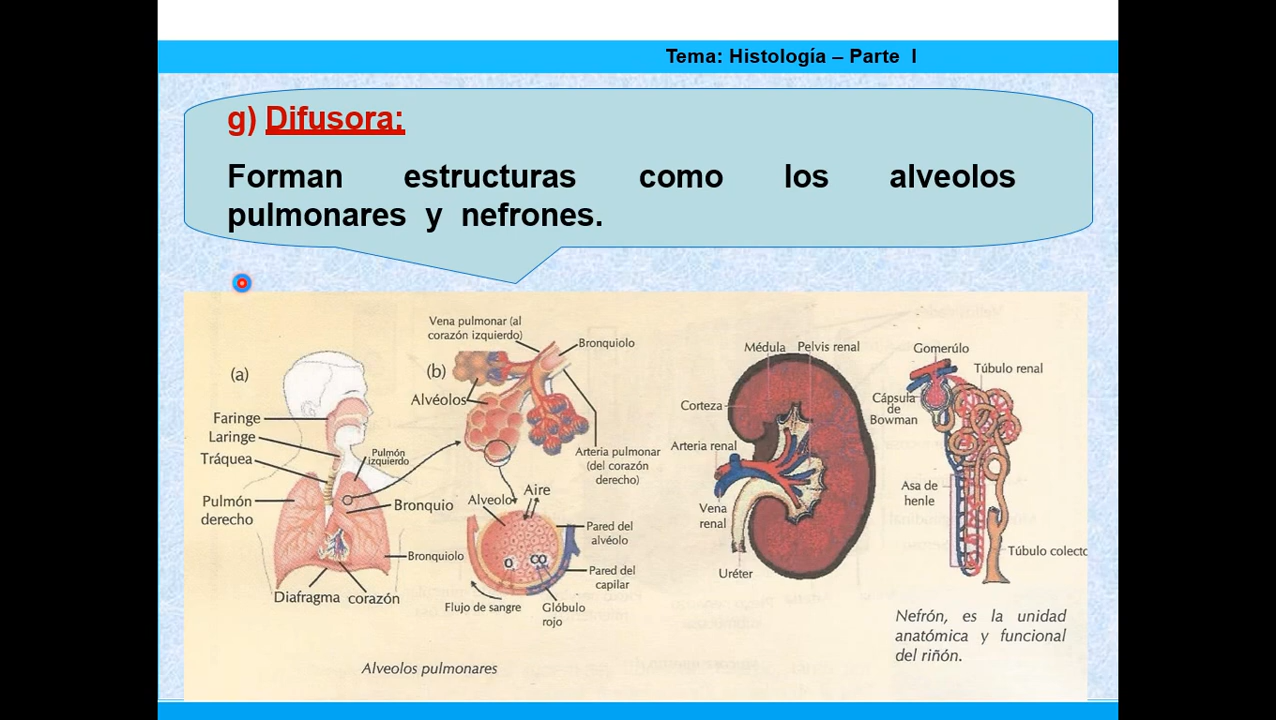 Tema: Histología – Parte I
g) Difusora:
Forman estructuras como los alveolos
pulmonares y nefrones.
(a)
Faringe
Laringe
Tráquea
Pulmón
izquierdo
Pulmón
derecho
Bronquio
Bronquiolo
Diafragma corazón
(b)
Vena pulmonar (al
corazón izquierdo)
Bronquiolo
Alvéolos
Arteria pulmonar
(del corazón
derecho)
Alveolo
Aire
Pared del
alvéolo
O
CO
Pared del
capilar
Flujo de sangre
Glóbulo
rojo
Alveolos pulmonares
Médula
Pelvis renal
Corteza
Arteria renal
Vena
renal
Uréter
Gomerúlo
Túbulo renal
Cápsula
de
Bowman
Asa de
henle
Túbulo colecto
Nefrón, es la unidad
anatómica y funcional
del riñón.